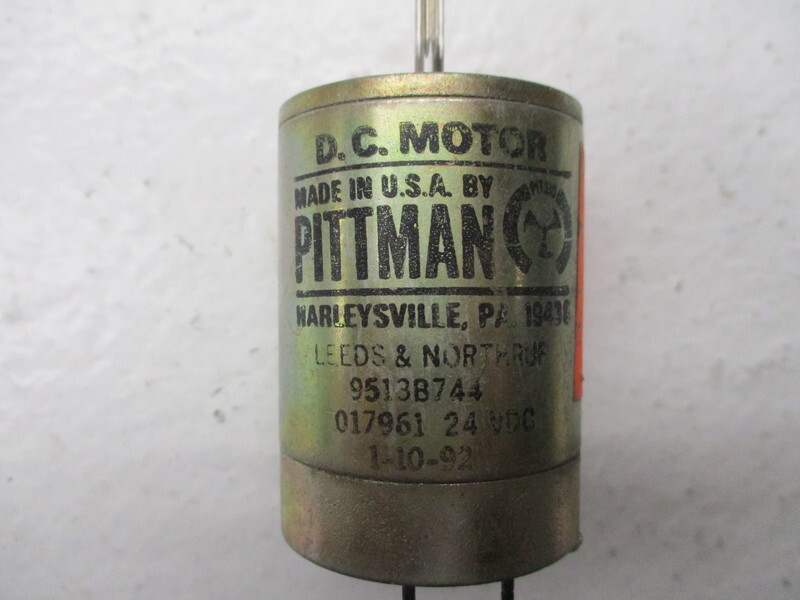 D.C. MOTOR
MADE IN U.S.A. BY
PITTMAN
HARLEYSVILLE, PA. 19438
LEEDS & NORTHRUP
9513B744
017961 24 VDC
1-10-92